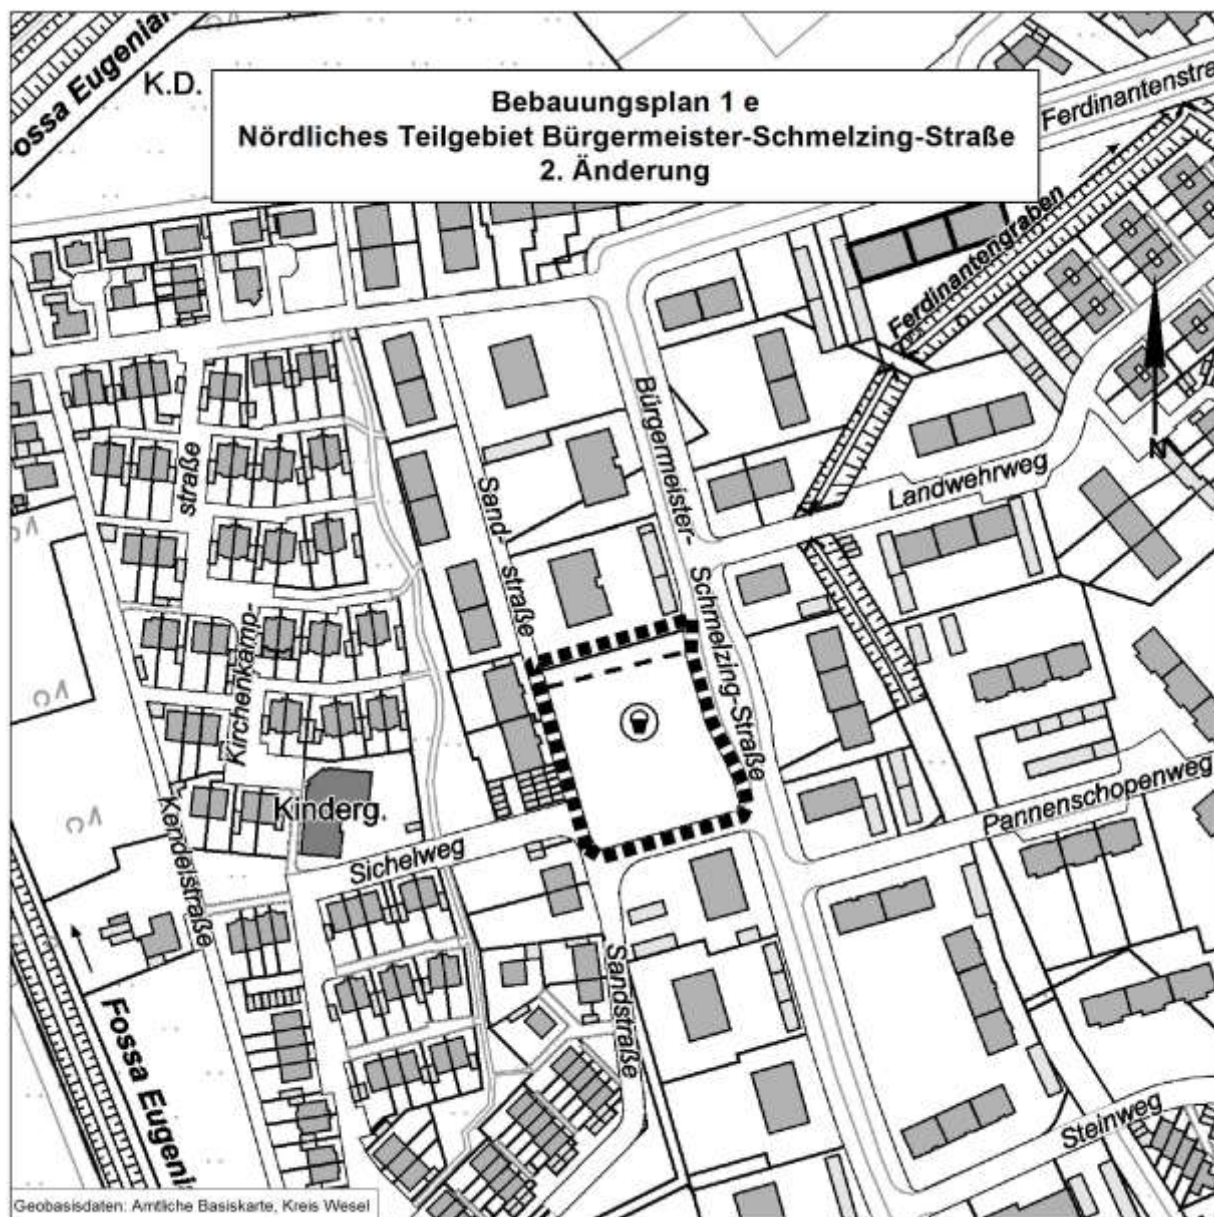 Fossa Eugenian
K.D.
Bebauungsplan 1 e
Nördliches Teilgebiet Bürgermeister-Schmelzing-Straße
2. Änderung
Ferdinantenstra
Ferdinantengraben
Bürgermeister-
Schmelzing-Straße
Landwehrweg
N
Sand-
straße
straße
Kirchenkamp-
Kinderg.
Kendelstraße
Sichelweg
Pannenschopenweg
Sandstraße
Fossa Eugeni
Steinweg
Geobasisdaten: Amtliche Basiskarte, Kreis Wesel